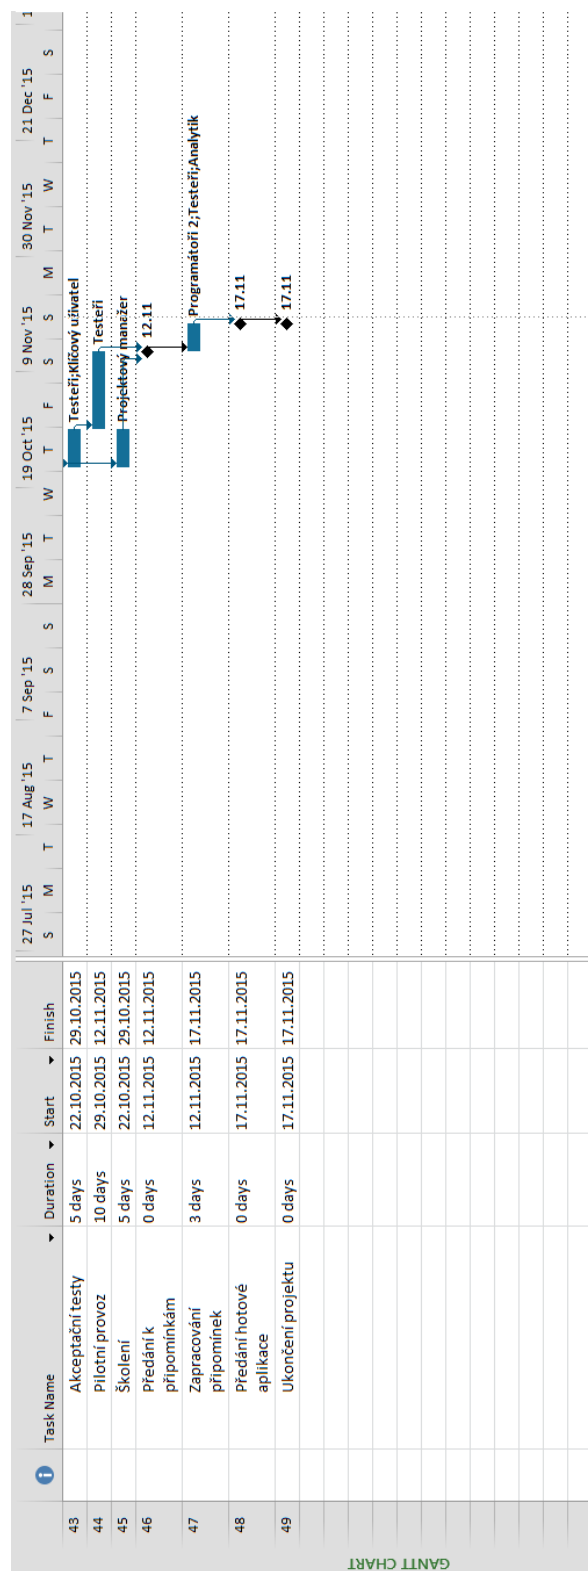 GANTT CHART
Task Name Duration Start Finish
43 Akceptační testy 5 days 22.10.2015 29.10.2015
44 Pilotní provoz 10 days 29.10.2015 12.11.2015
45 Školení 5 days 22.10.2015 29.10.2015
46 Předání k 0 days 12.11.2015 12.11.2015
připomínkám
47 Zapracování 3 days 12.11.2015 17.11.2015
připomínek
48 Předání hotové 0 days 17.11.2015 17.11.2015
aplikace
49 Ukončení projektu 0 days 17.11.2015 17.11.2015
27 Jul '15 17 Aug '15 7 Sep '15 28 Sep '15 19 Oct '15 9 Nov '15 30 Nov '15 21 Dec '15 1
S M T W T F S S M T W T F S S M T W T F S
Testeři;Klíčový uživatel
Testeři
Projektový manažer
12.11
Programátoři 2;Testeři;Analytik
17.11
17.11